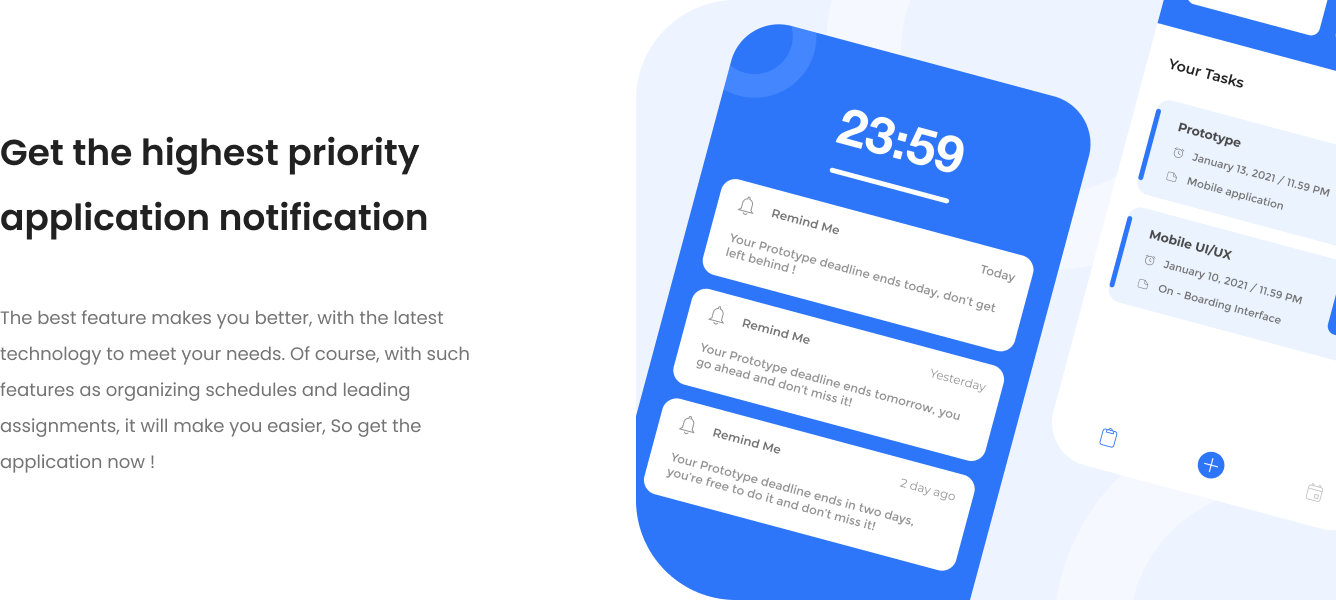 Get the highest priority
application notification
The best feature makes you better, with the latest
technology to meet your needs. Of course, with such
features as organizing schedules and leading
assignments, it will make you easier, So get the
application now !
23:59
Remind Me
Today
Your Prototype deadline ends today, don't get
left behind !
Remind Me
Yesterday
Your Prototype deadline ends tomorrow, you
go ahead and don't miss it!
Remind Me
2 day ago
Your Prototype deadline ends in two days,
you're free to do it and don't miss it!
Your Tasks
Prototype
January 13, 2021 / 11.59 PM
Mobile application
Mobile UI/UX
January 10, 2021 / 11.59 PM
On - Boarding Interface